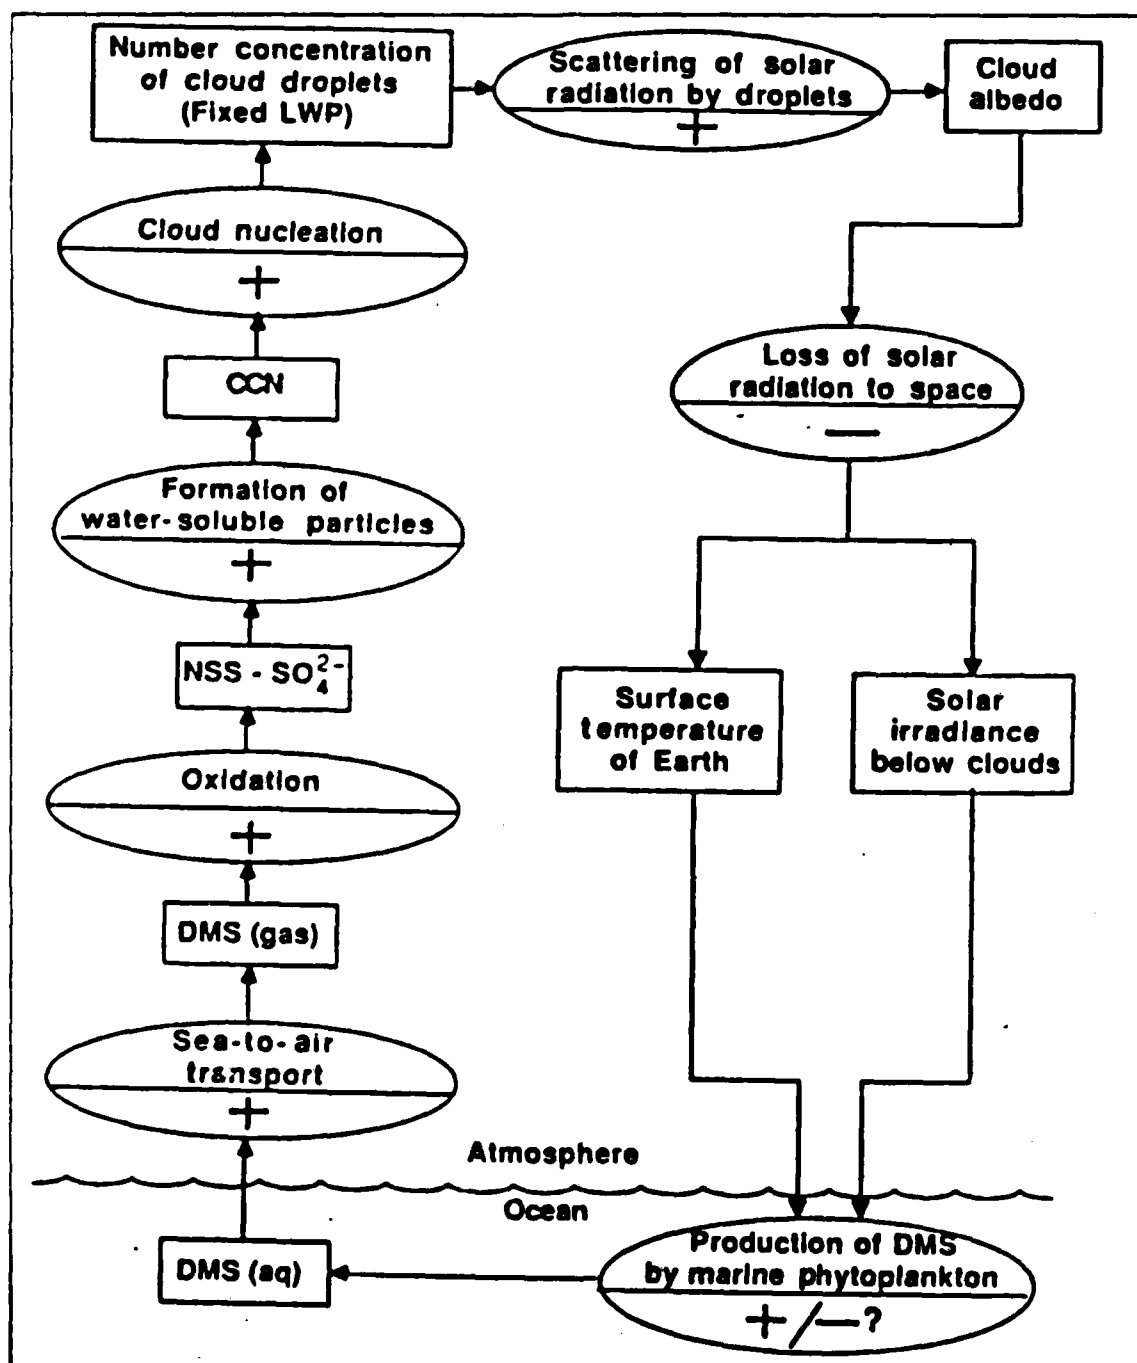 Number concentration
of cloud droplets
(Fixed LWP)
Scattering of solar
radiation by droplets
+
Cloud
albedo
Cloud nucleation
+
CCN
Loss of solar
radiation to space
—
Formation of
water-soluble particles
+
NSS - SO₄²⁻
Surface
temperature
of Earth
Solar
irradiance
below clouds
Oxidation
+
DMS (gas)
Sea-to-air
transport
+
Atmosphere
Ocean
DMS (aq)
Production of DMS
by marine phytoplankton
+/—?